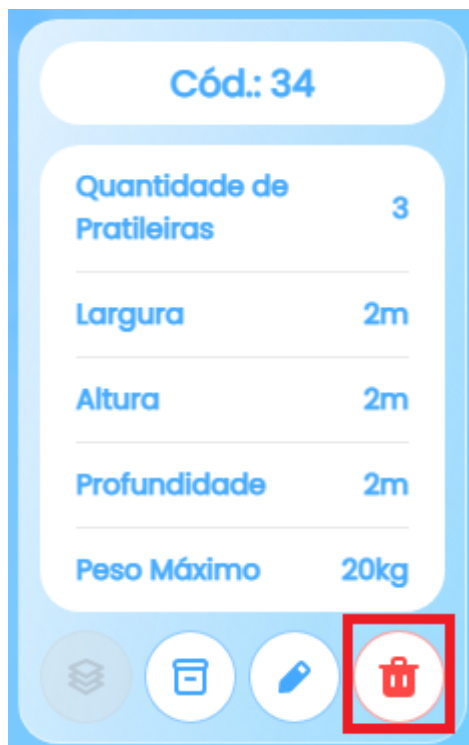 Cód.: 34
Quantidade de
Pratileiras 3
Largura 2m
Altura 2m
Profundidade 2m
Peso Máximo 20kg